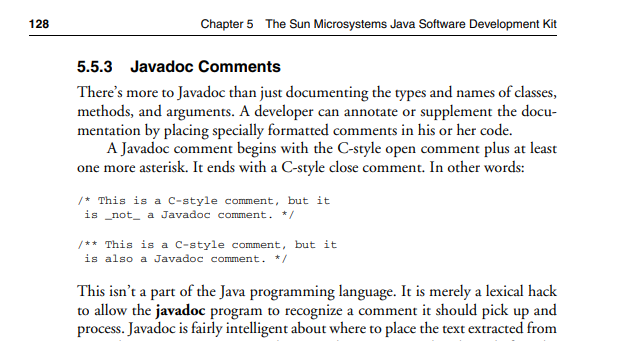 128 Chapter 5 The Sun Microsystems Java Software Development Kit
5.5.3 Javadoc Comments
There’s more to Javadoc than just documenting the types and names of classes,
methods, and arguments. A developer can annotate or supplement the docu-
mentation by placing specially formatted comments in his or her code.
A Javadoc comment begins with the C-style open comment plus at least
one more asterisk. It ends with a C-style close comment. In other words:
/* This is a C-style comment, but it
is _not_ a Javadoc comment. */
/** This is a C-style comment, but it
is also a Javadoc comment. */
This isn’t a part of the Java programming language. It is merely a lexical hack
to allow the javadoc program to recognize a comment it should pick up and
process. Javadoc is fairly intelligent about where to place the text extracted from